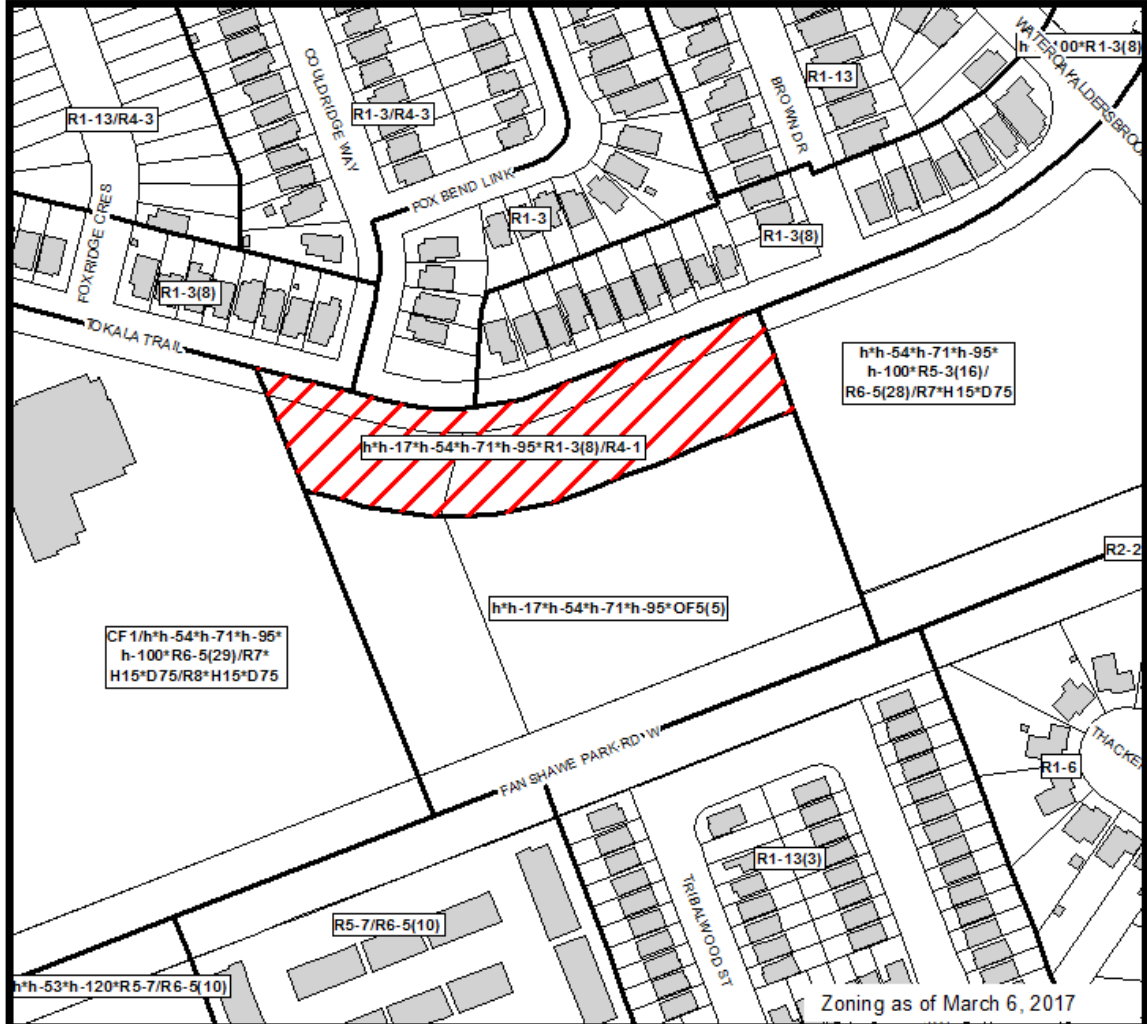 WATEROAK
h-100*R1-3(8)
ALDERSBROO
COULDRIDGE WAY
R1-13
BROWN DR
R1-13/R4-3
R1-3/R4-3
FOX BEND LINK
FOXRIDGE CRES
R1-3
R1-3(8)
R1-3(8)
TOKALA TRAIL
h*h-54*h-71*h-95*
h-100*R5-3(16)/
R6-5(28)/R7*H15*D75
h*h-17*h-54*h-71*h-95*R1-3(8)/R4-1
R2-2
h*h-17*h-54*h-71*h-95*OF5(5)
CF1/h*h-54*h-71*h-95*
h-100*R6-5(29)/R7*
H15*D75/R8*H15*D75
FANSHAWE PARK RD W
THACKE
R1-6
R1-13(3)
TRIBALWOOD ST
R5-7/R6-5(10)
h*h-53*h-120*R5-7/R6-5(10)
Zoning as of March 6, 2017